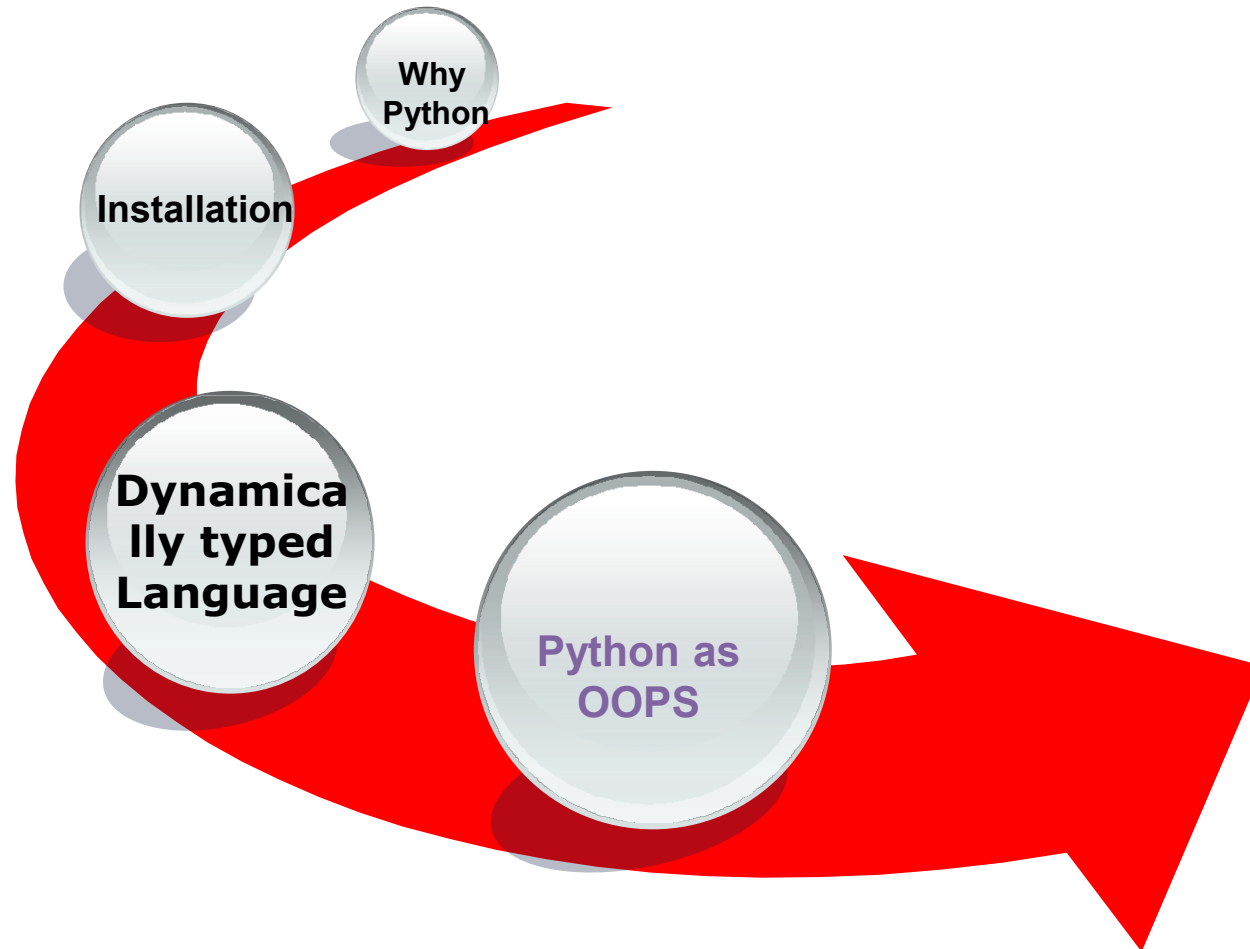 Why
Python
Installation
Dynamica
lly typed
Language
Python as
OOPS